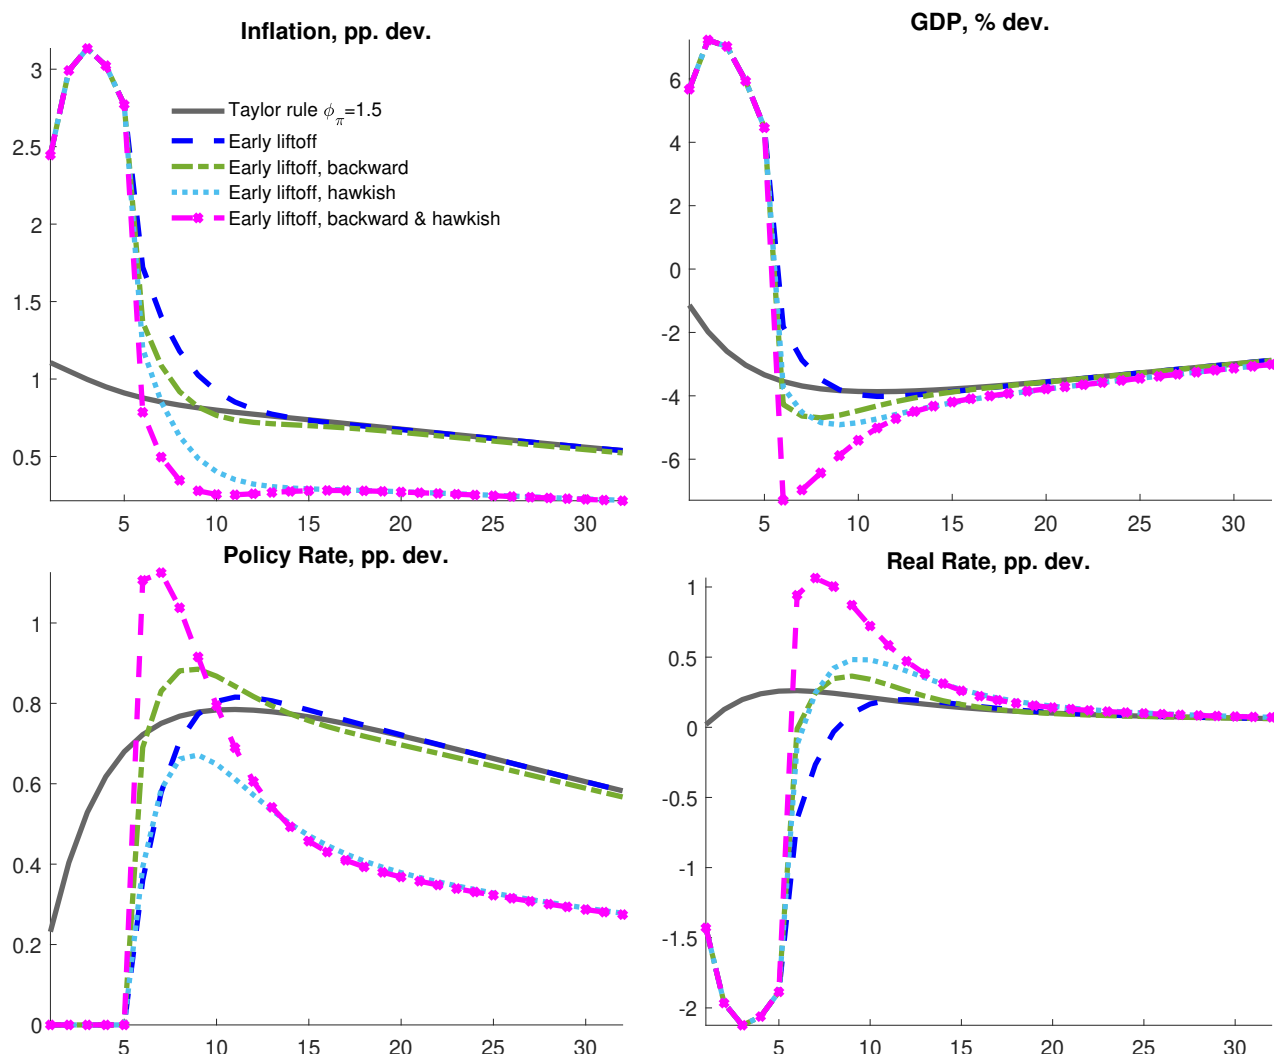 Inflation, pp. dev.
3
2.5
2
1.5
1
0.5
5 10 15 20 25 30
Taylor rule ϕπ=1.5
Early liftoff
Early liftoff, backward
Early liftoff, hawkish
Early liftoff, backward & hawkish
GDP, % dev.
6
4
2
0
-2
-4
-6
5 10 15 20 25 30
Policy Rate, pp. dev.
1
0.8
0.6
0.4
0.2
0
5 10 15 20 25 30
Real Rate, pp. dev.
1
0.5
0
-0.5
-1
-1.5
-2
5 10 15 20 25 30